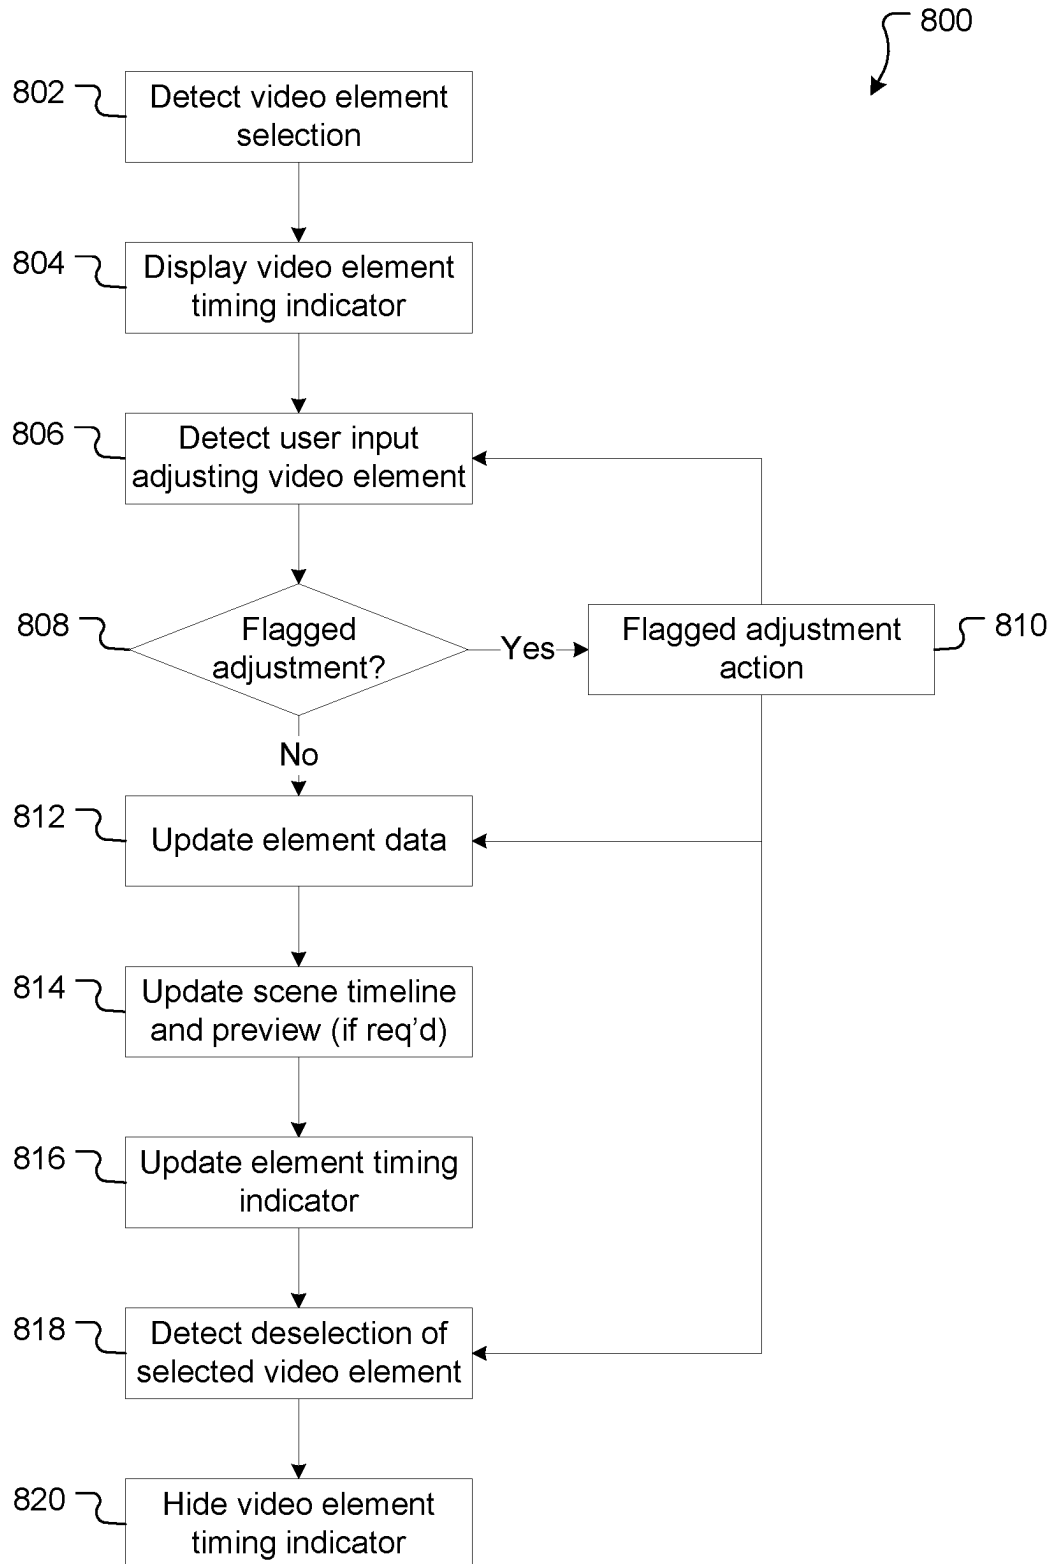 800
802
Detect video element
selection
804
Display video element
timing indicator
806
Detect user input
adjusting video element
808
Flagged
adjustment?
Yes
Flagged adjustment
action
810
No
812
Update element data
814
Update scene timeline
and preview (if req’d)
816
Update element timing
indicator
818
Detect deselection of
selected video element
820
Hide video element
timing indicator